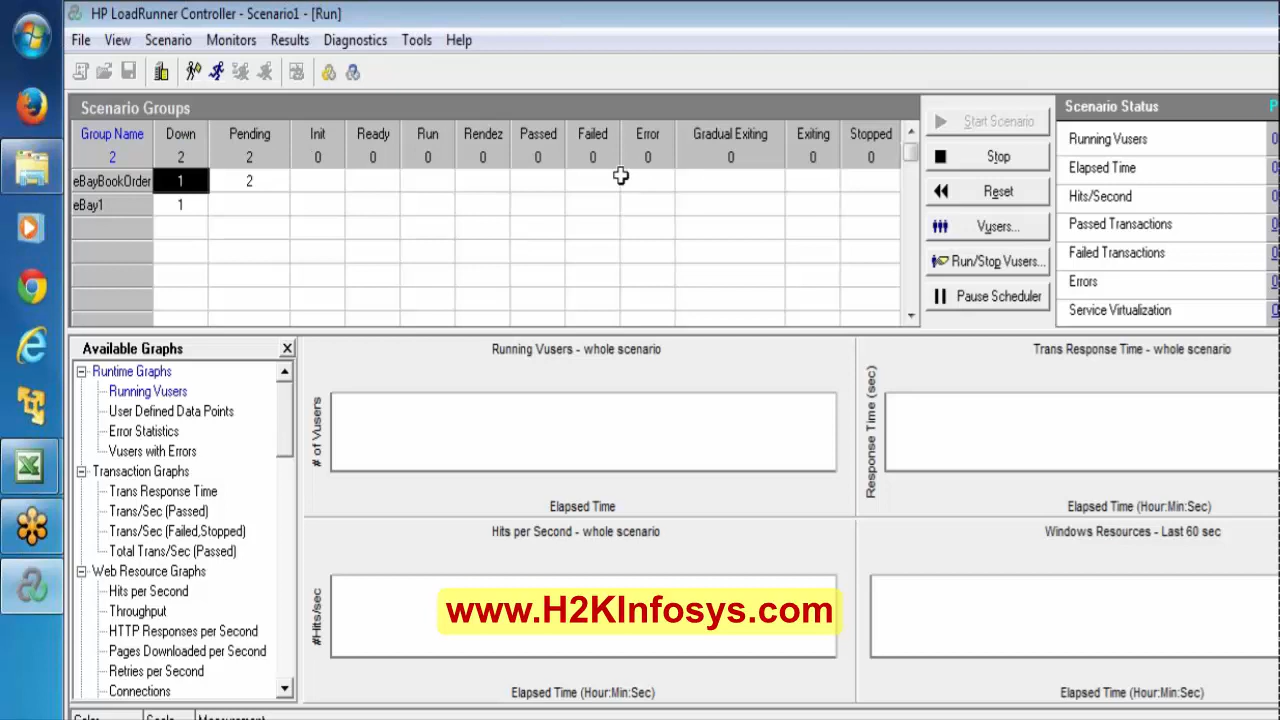 HP LoadRunner Controller - Scenario1 - [Run]
File View Scenario Monitors Results Diagnostics Tools Help
Scenario Groups
Group Name Down Pending Init Ready Run Rendez Passed Failed Error Gradual Exiting Exiting Stopped
2 2 2 0 0 0 0 0 0 0 0 0 0
eBayBookOrder 1 2
eBay1 1
Start Scenario
Stop
Reset
Vusers...
Run/Stop Vusers...
Pause Scheduler
Scenario Status
Running Vusers
Elapsed Time
Hits/Second
Passed Transactions
Failed Transactions
Errors
Service Virtualization
Available Graphs
Runtime Graphs
Running Vusers
User Defined Data Points
Error Statistics
Vusers with Errors
Transaction Graphs
Trans Response Time
Trans/Sec (Passed)
Trans/Sec (Failed,Stopped)
Total Trans/Sec (Passed)
Web Resource Graphs
Hits per Second
Throughput
HTTP Responses per Second
Pages Downloaded per Second
Retries per Second
Connections
Running Vusers - whole scenario
# of Vusers
Elapsed Time
Trans Response Time - whole scenario
Response Time (sec)
Elapsed Time (Hour:Min:Sec)
Hits per Second - whole scenario
#Hits/sec
Elapsed Time (Hour:Min:Sec)
Windows Resources - Last 60 sec
Elapsed Time (Hour:Min:Sec)
www.H2KInfosys.com
Color Scale Measurement